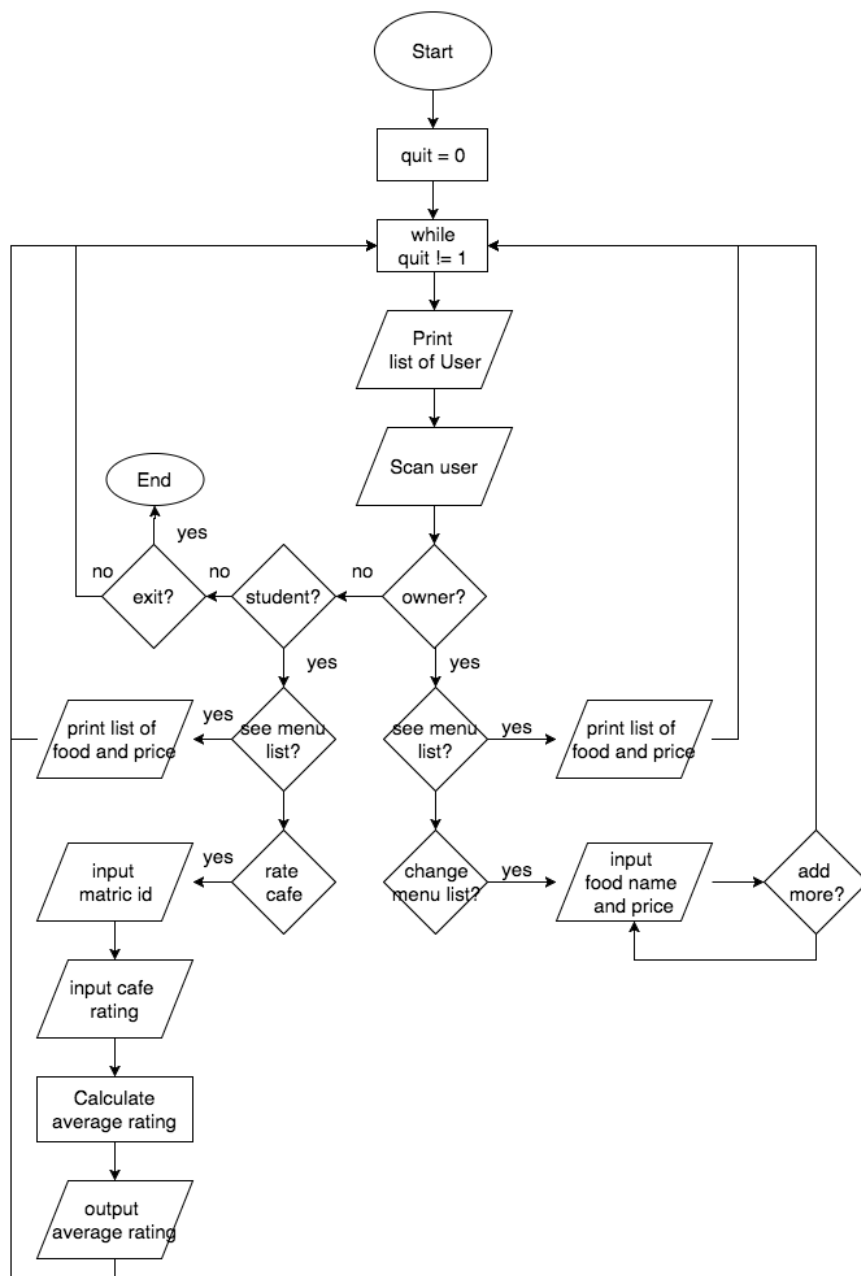 Start
quit = 0
while
quit != 1
Print
list of User
Scan user
End
yes
no
exit?
no
student?
no
owner?
yes
yes
print list of
food and price
yes
see menu
list?
see menu
list?
yes
print list of
food and price
input
matric id
yes
rate
cafe
change
menu list?
yes
input
food name
and price
add
more?
input cafe
rating
Calculate
average rating
output
average rating